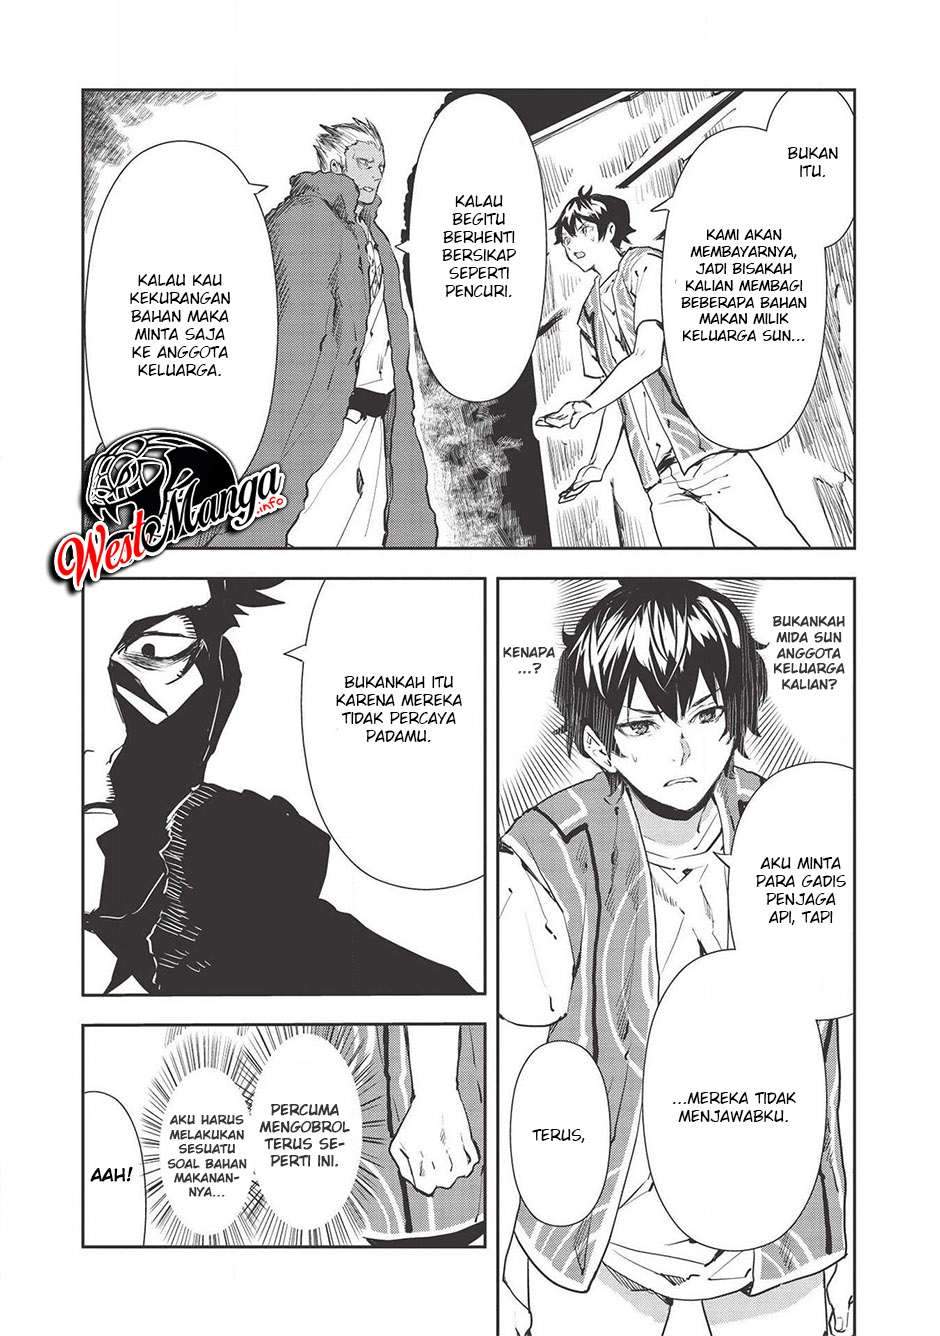 BUKAN
ITU.
KAMI AKAN
MEMBAYARNYA,
JADI BISAKAH
KALIAN MEMBAGI
BEBERAPA BAHAN
MAKAN MILIK
KELUARGA SUN...
KALAU
BEGITU
BERHENTI
BERSIKAP
SEPERTI
PENCURI.
KALAU KAU
KEKURANGAN
BAHAN MAKA
MINTA SAJA
KE ANGGOTA
KELUARGA.
WestManga
.info
BUKANKAH
MIDA SUN
ANGGOTA
KELUARGA
KALIAN?
KENAPA
...?
AKU MINTA
PARA GADIS
PENJAGA
API, TAPI
...MEREKA TIDAK
MENJAWABKU.
TERUS,
BUKANKAH ITU
KARENA MEREKA
TIDAK PERCAYA
PADAMU.
PERCUMA
MENGOBROL
TERUS SE-
PERTI INI.
AKU HARUS
MELAKUKAN
SESUATU
SOAL BAHAN
MAKANAN-
NYA...
AAH!